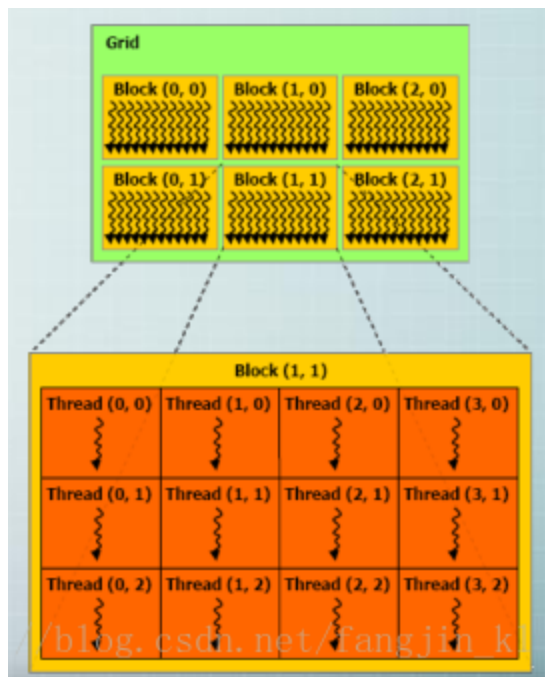 Grid
Block (0, 0) Block (1, 0) Block (2, 0)
Block (0, 1) Block (1, 1) Block (2, 1)
Block (1, 1)
Thread (0, 0) Thread (1, 0) Thread (2, 0) Thread (3, 0)
Thread (0, 1) Thread (1, 1) Thread (2, 1) Thread (3, 1)
Thread (0, 2) Thread (1, 2) Thread (2, 2) Thread (3, 2)
//blog.csdn.net/fangjin_kl